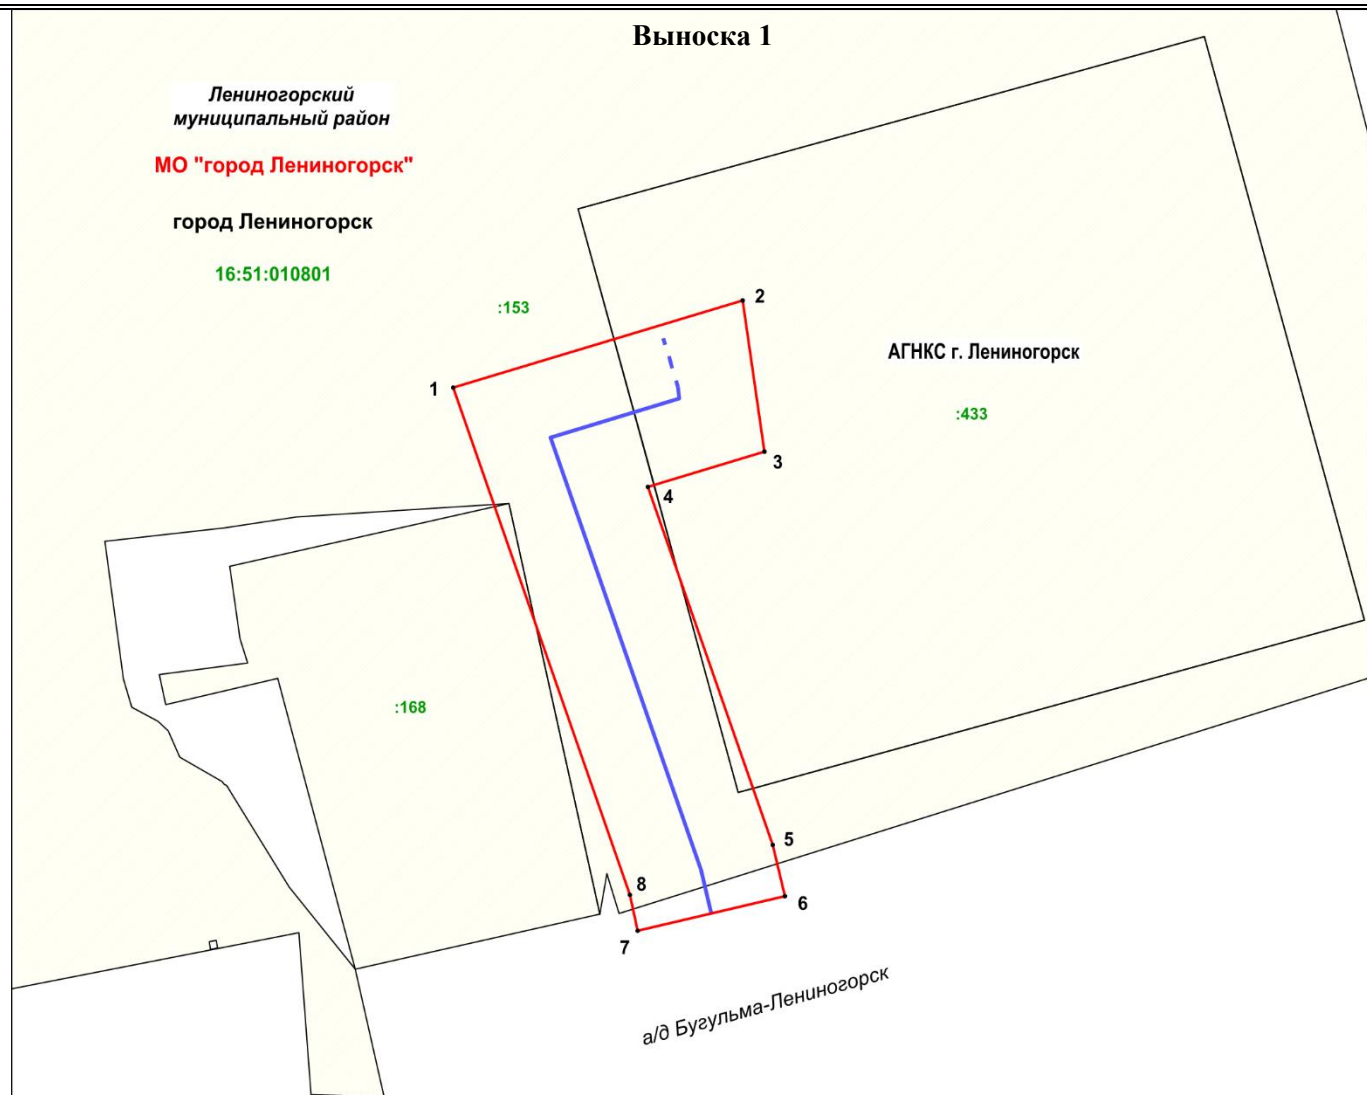 Выноска 1
Лениногорский
муниципальный район
МО "город Лениногорск"
город Лениногорск
16:51:010801
:153
2
АГНКС г. Лениногорск
1
:433
3
4
:168
5
8
6
7
а/д Бугульма-Лениногорск